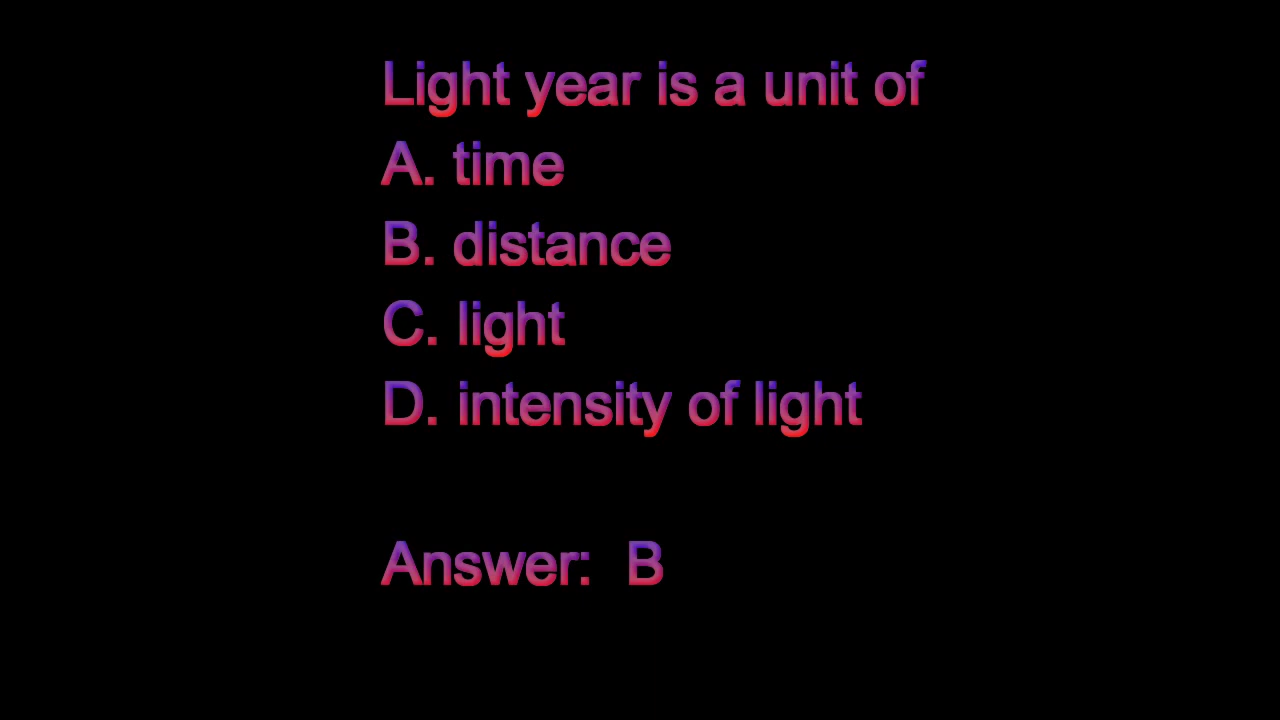 Light year is a unit of
A. time
B. distance
C. light
D. intensity of light
Answer: B